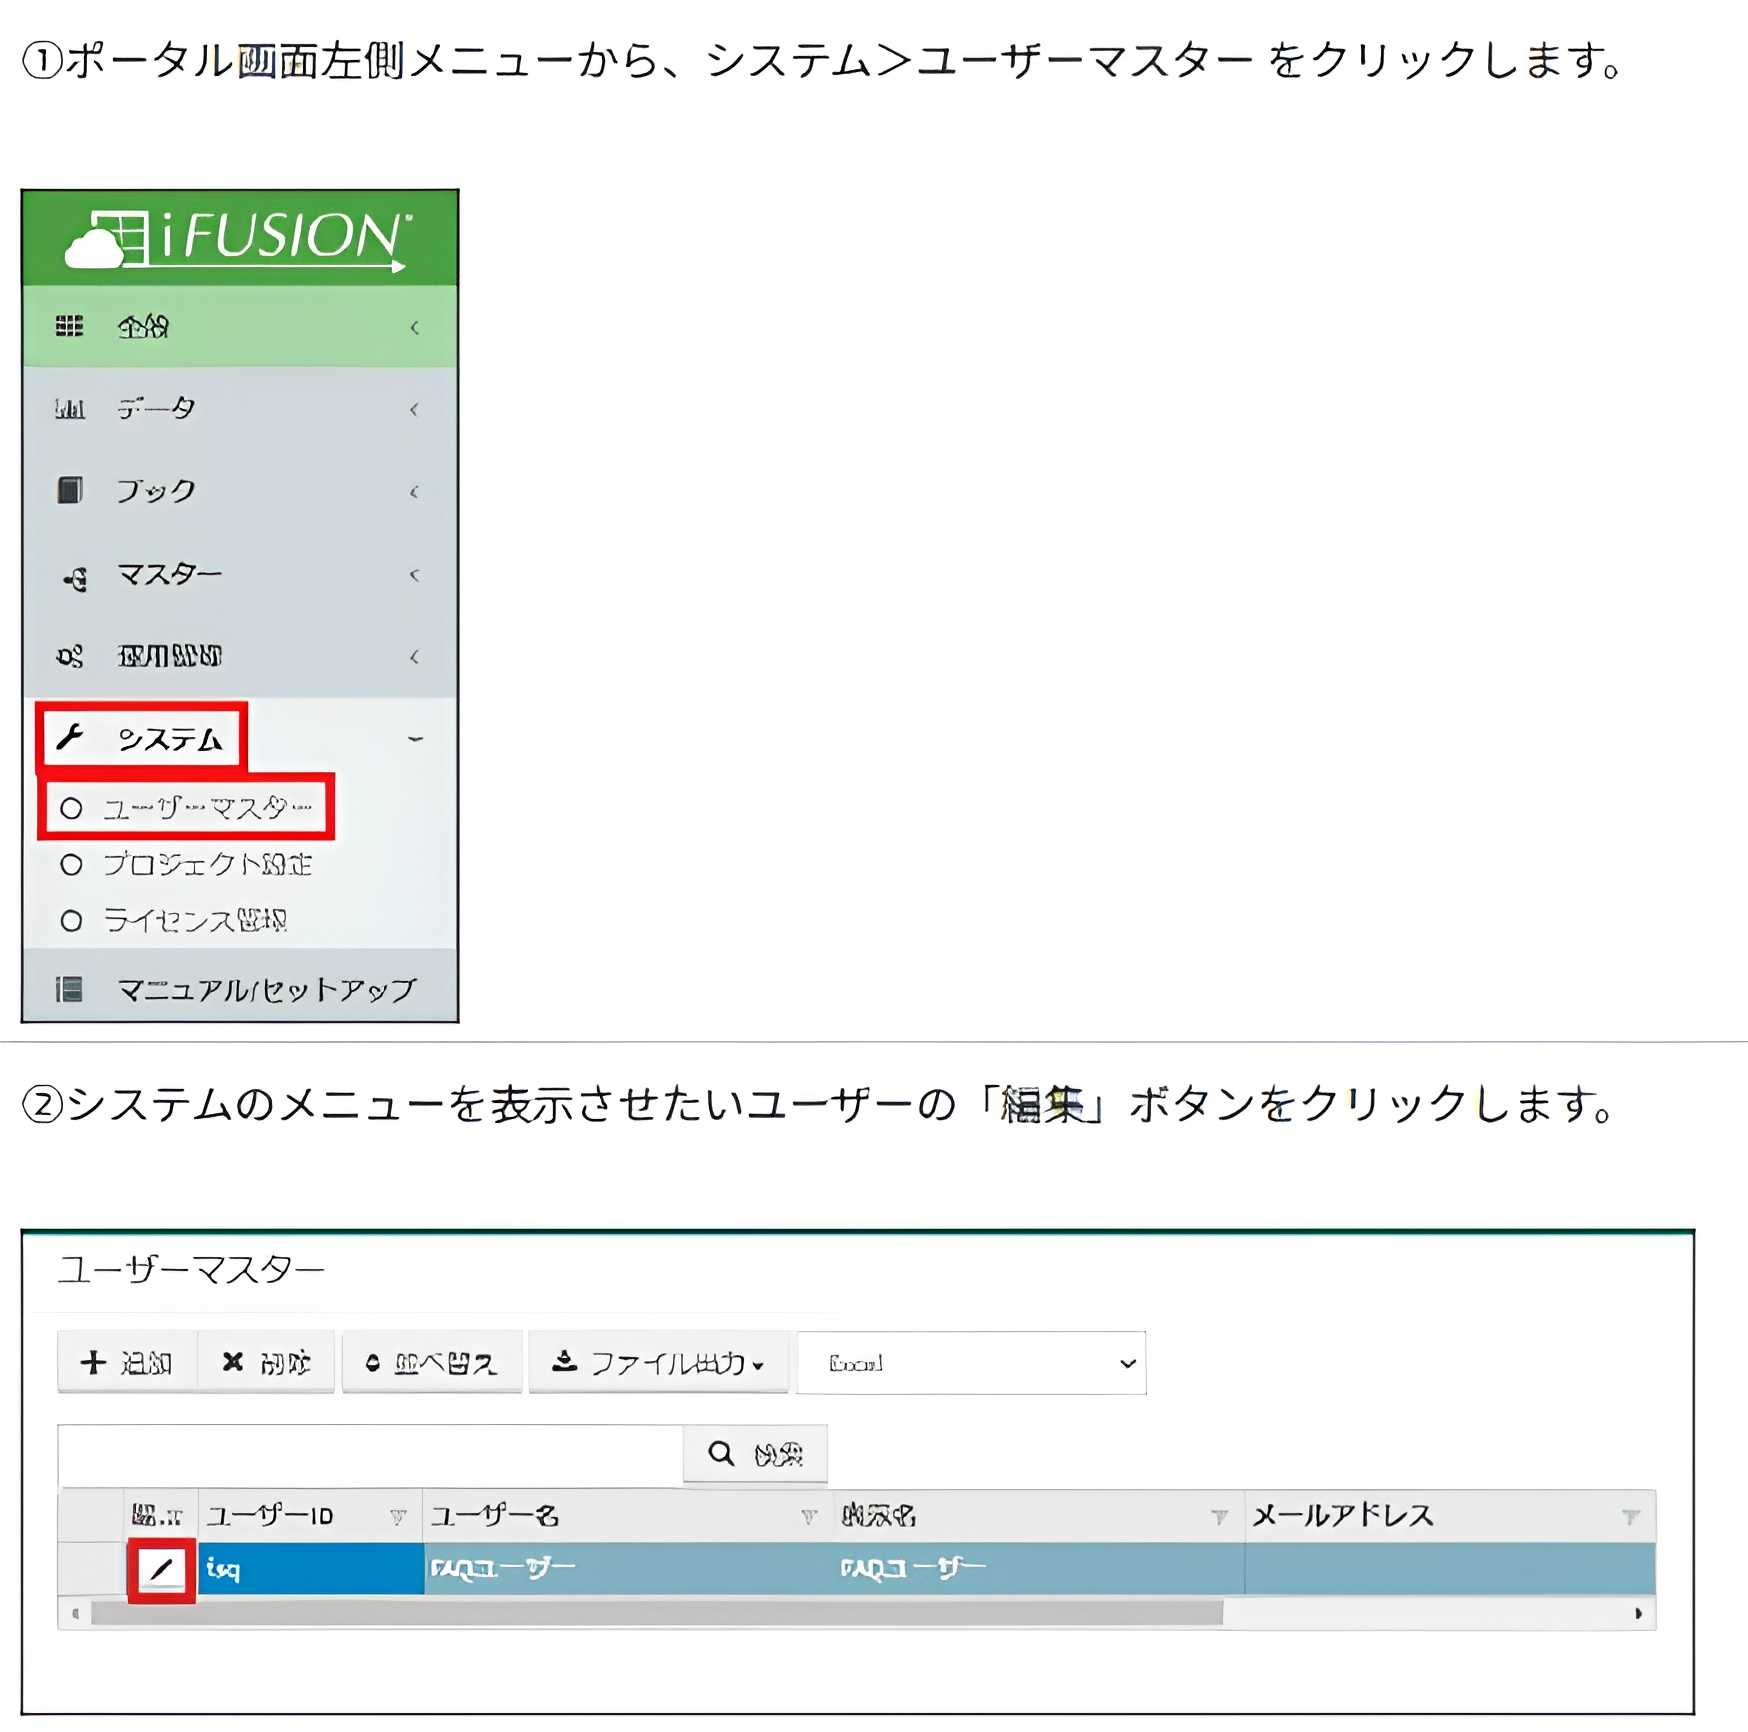 ①ポータル画面左側メニューから、システム＞ユーザーマスター をクリックします。
iFUSION
データ
ブック
マスター
システム
ユーザーマスター
プロジェクト設定
ライセンス管理
マニュアル/セットアップ
②システムのメニューを表示させたいユーザーの「編集」ボタンをクリックします。
ユーザーマスター
追加 削除 並べ替え ファイル出力 Excel
検索
ユーザーID ユーザー名 表示名 メールアドレス
FAQユーザー FAQユーザー